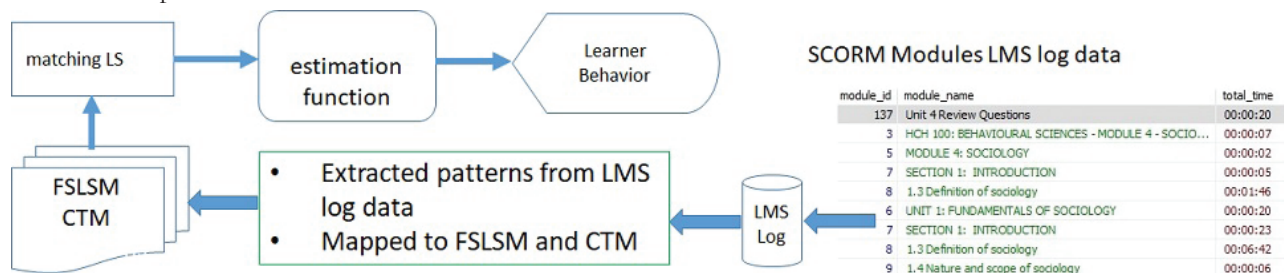 matching LS
estimation
function
Learner
Behavior
FSLSM
CTM
• Extracted patterns from LMS
log data
• Mapped to FSLSM and CTM
LMS
Log
SCORM Modules LMS log data
module_id module_name total_time
137 Unit 4 Review Questions 00:00:20
3 HCH 100: BEHAVIOURAL SCIENCES - MODULE 4 - SOCIO... 00:00:07
5 MODULE 4: SOCIOLOGY 00:00:02
7 SECTION 1: INTRODUCTION 00:00:05
8 1.3 Definition of sociology 00:01:46
6 UNIT 1: FUNDAMENTALS OF SOCIOLOGY 00:00:20
7 SECTION 1: INTRODUCTION 00:00:23
8 1.3 Definition of sociology 00:06:42
9 1.4 Nature and scope of sociology 00:00:06